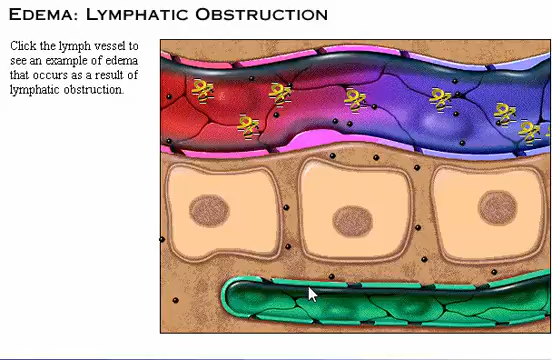 EDEMA: LYMPHATIC OBSTRUCTION
Click the lymph vessel to
see an example of edema
that occurs as a result of
lymphatic obstruction.